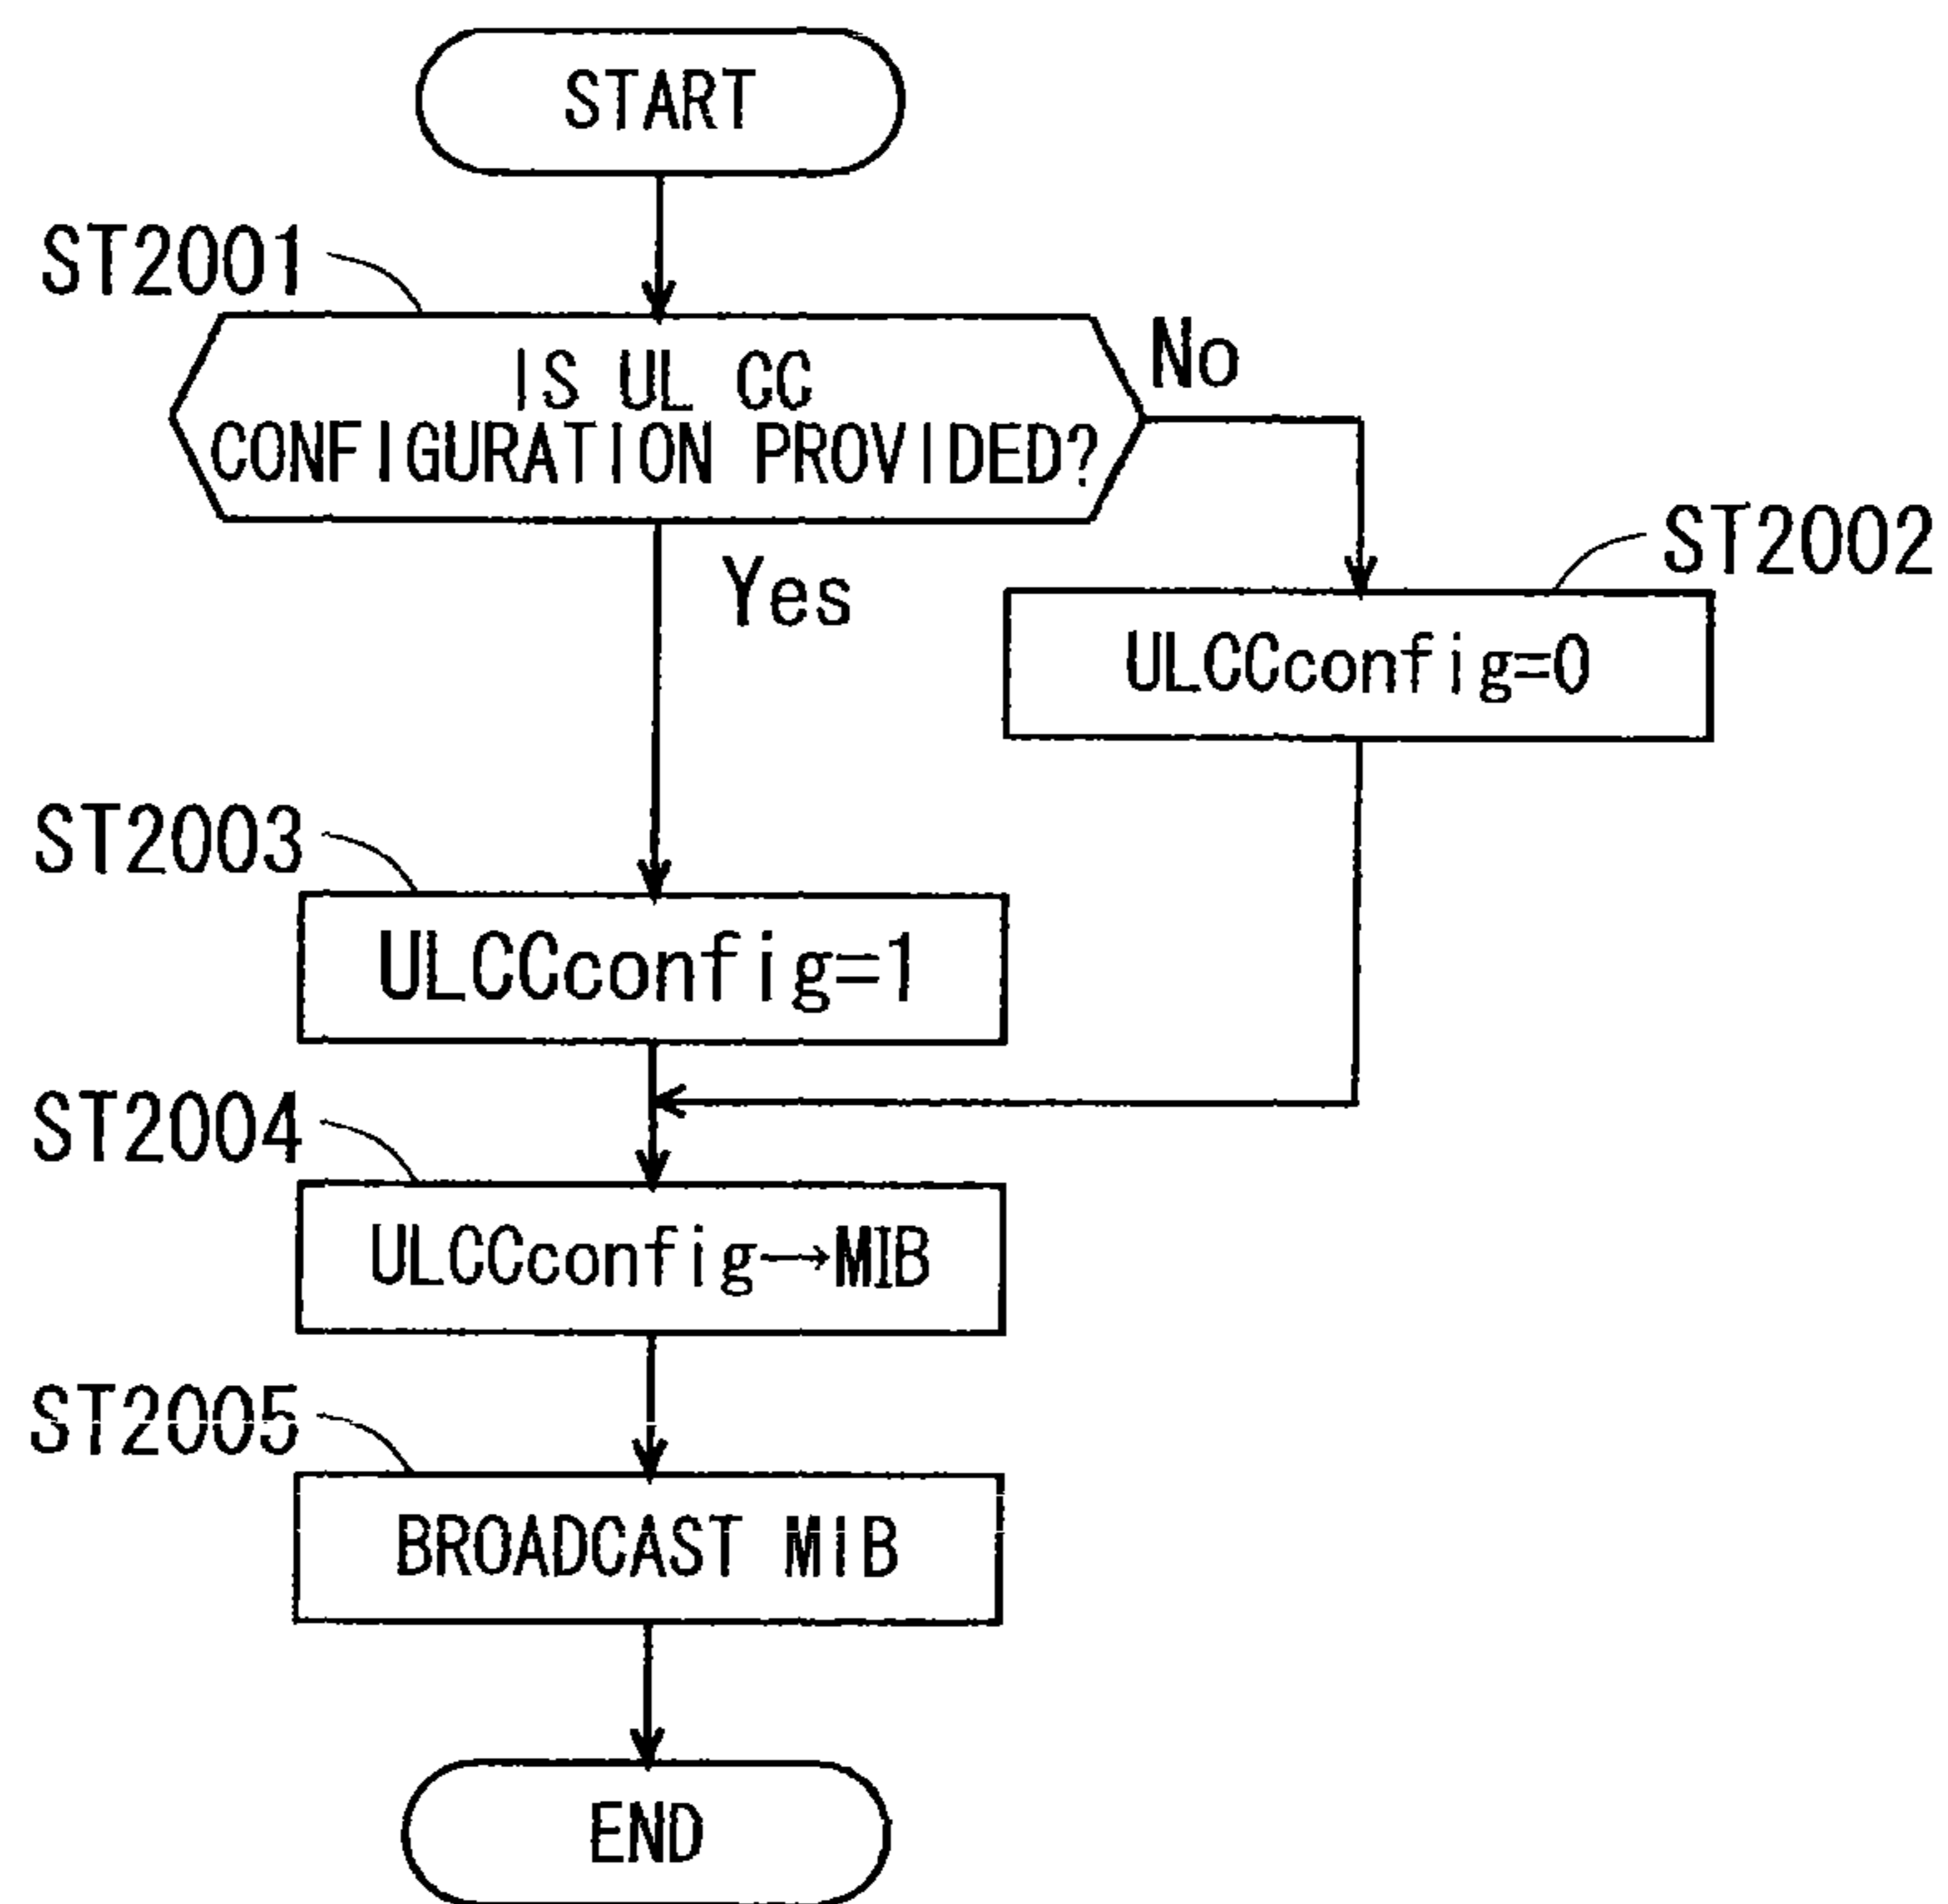 START
ST2001
IS UL CC
CONFIGURATION PROVIDED?
No
Yes
ST2002
ULCCconfig=0
ST2003
ULCCconfig=1
ST2004
ULCCconfig→MIB
ST2005
BROADCAST MIB
END